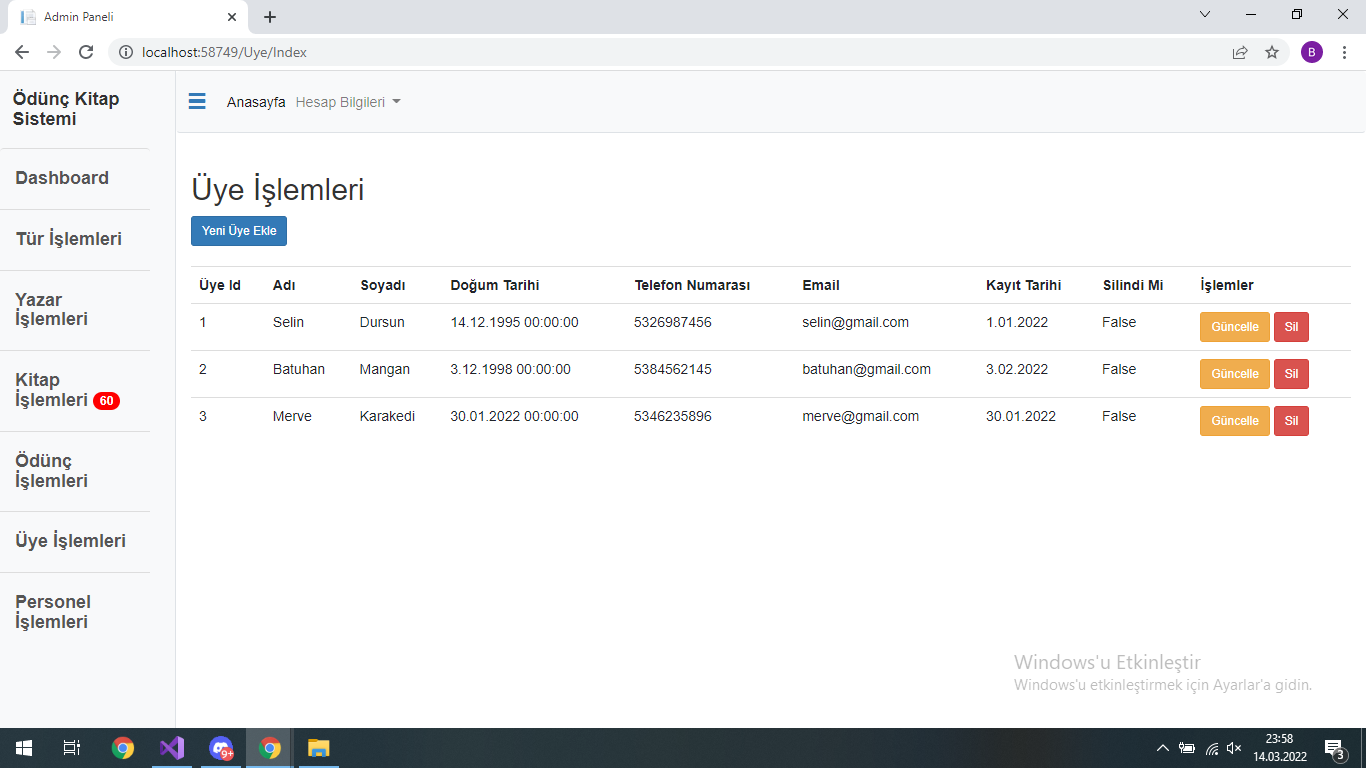 Admin Paneli
localhost:58749/Uye/Index
B
Ödünç Kitap
Sistemi
Anasayfa Hesap Bilgileri
Dashboard
Tür İşlemleri
Yazar
İşlemleri
Kitap
İşlemleri 60
Ödünç
İşlemleri
Üye İşlemleri
Personel
İşlemleri
Üye İşlemleri
Yeni Üye Ekle
Üye Id Adı Soyadı Doğum Tarihi Telefon Numarası Email Kayıt Tarihi Silindi Mi İşlemler
1 Selin Dursun 14.12.1995 00:00:00 5326987456 selin@gmail.com 1.01.2022 False Güncelle Sil
2 Batuhan Mangan 3.12.1998 00:00:00 5384562145 batuhan@gmail.com 3.02.2022 False Güncelle Sil
3 Merve Karakedi 30.01.2022 00:00:00 5346235896 merve@gmail.com 30.01.2022 False Güncelle Sil
Windows'u Etkinleştir
Windows'u etkinleştirmek için Ayarlar'a gidin.
9+
23:58
14.03.2022
3